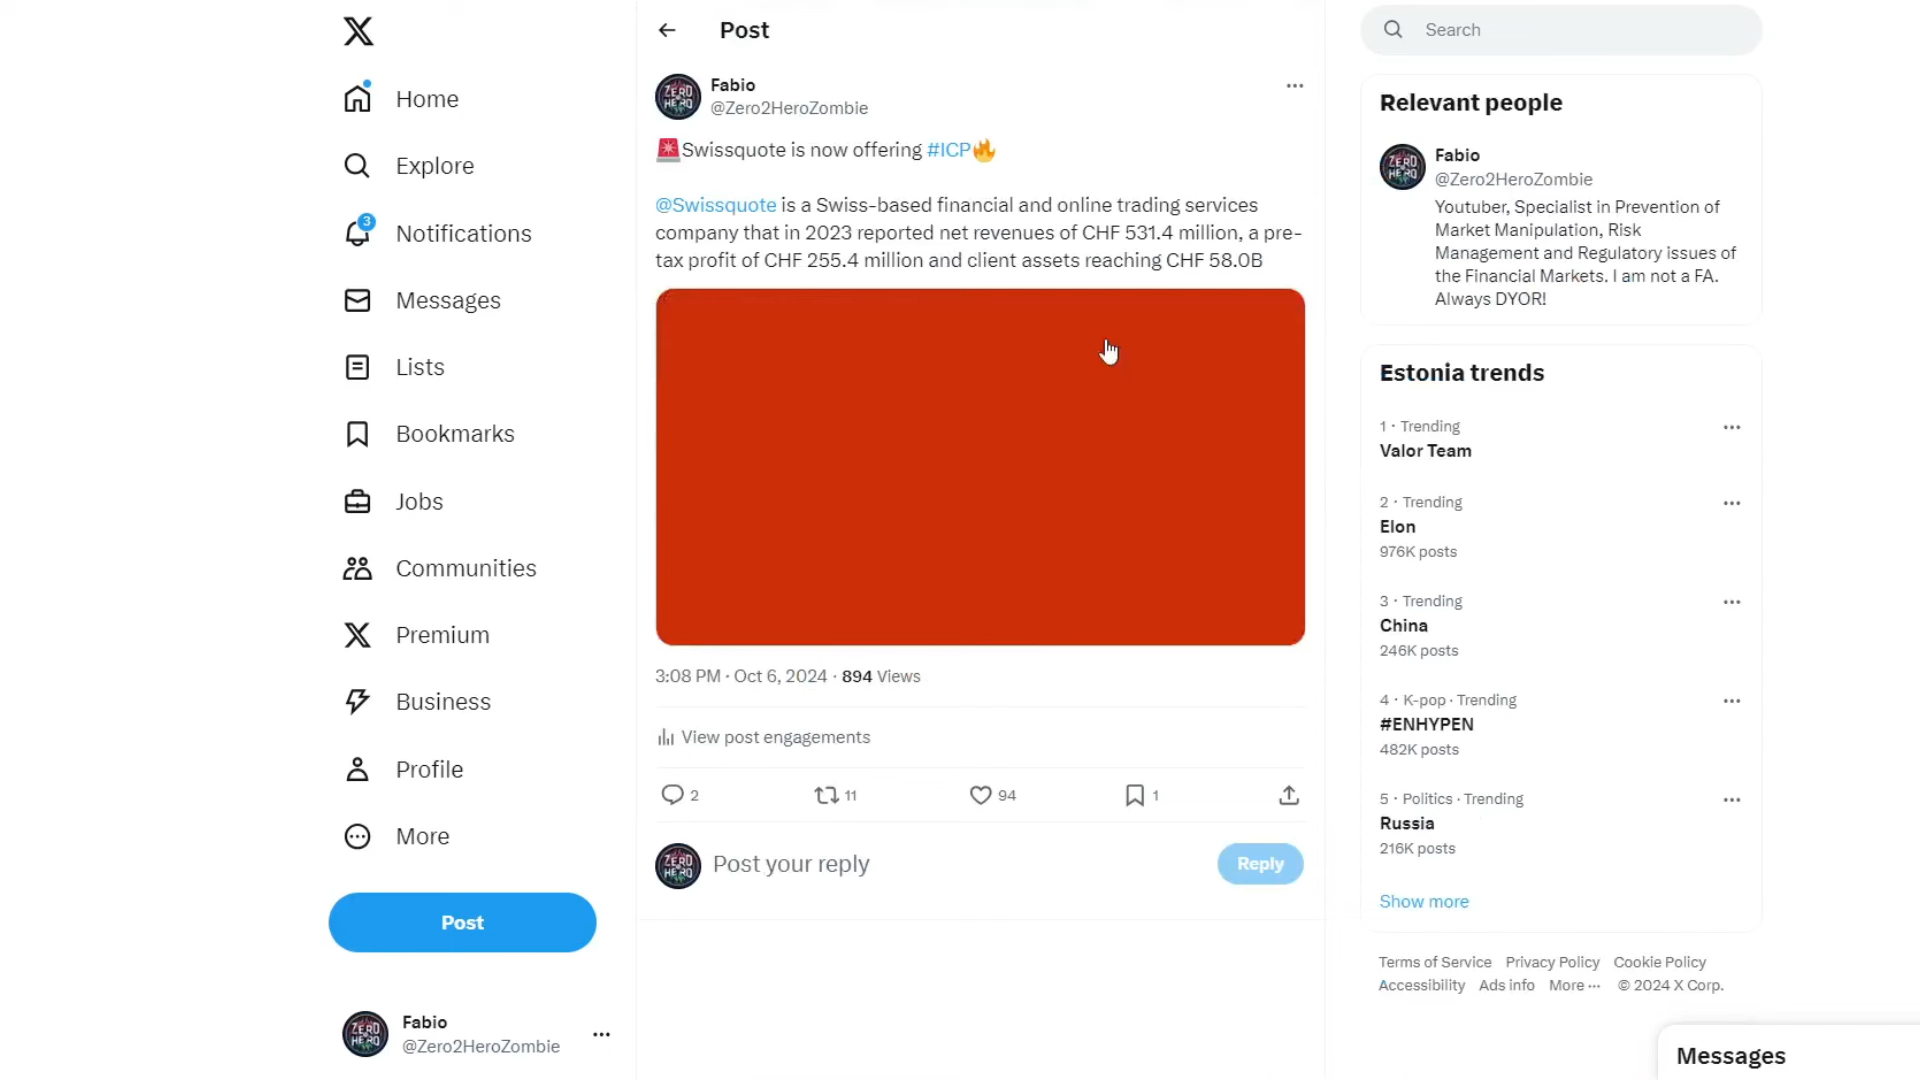 Home
Explore
3
Notifications
Messages
Lists
Bookmarks
Jobs
Communities
Premium
Business
Profile
More
Post
Fabio
@Zero2HeroZombie
Post
ZERO
HERO
Fabio
@Zero2HeroZombie
Swissquote is now offering #ICP
@Swissquote is a Swiss-based financial and online trading services
company that in 2023 reported net revenues of CHF 531.4 million, a pre-
tax profit of CHF 255.4 million and client assets reaching CHF 58.0B
3:08 PM · Oct 6, 2024 · 894 Views
View post engagements
2 11 94 1
Post your reply
Reply
Search
Relevant people
Fabio
@Zero2HeroZombie
Youtuber, Specialist in Prevention of
Market Manipulation, Risk
Management and Regulatory issues of
the Financial Markets. I am not a FA.
Always DYOR!
Estonia trends
1 · Trending
Valor Team
2 · Trending
Elon
976K posts
3 · Trending
China
246K posts
4 · K-pop · Trending
#ENHYPEN
482K posts
5 · Politics · Trending
Russia
216K posts
Show more
Terms of Service Privacy Policy Cookie Policy
Accessibility Ads info More ··· © 2024 X Corp.
Messages